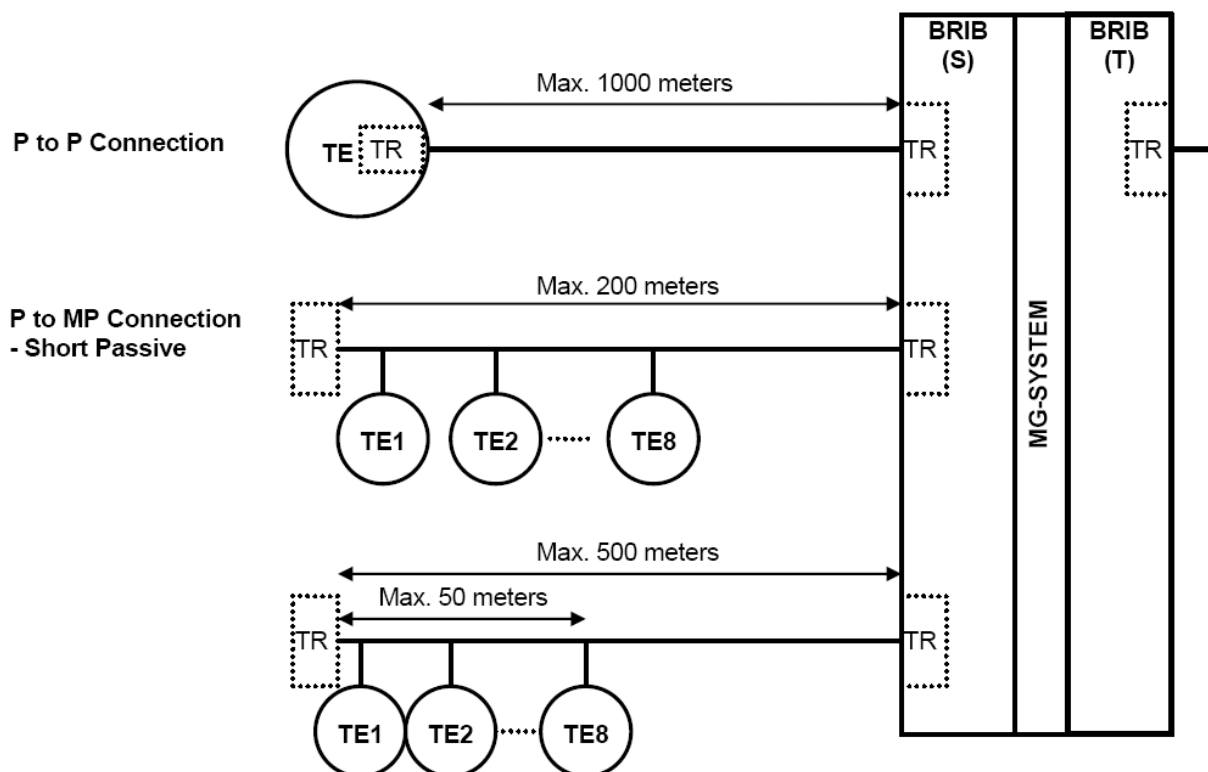 BRIB
(S)
BRIB
(T)
Max. 1000 meters
P to P Connection
TE
TR
TR
TR
Max. 200 meters
P to MP Connection
- Short Passive
TR
TR
TE1
TE2
TE8
MG-SYSTEM
Max. 500 meters
Max. 50 meters
TR
TR
TE1
TE2
TE8